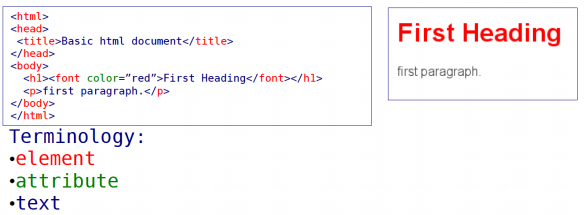 <html>
<head>
<title>Basic html document</title>
</head>
<body>
<h1><font color=”red”>First Heading</font></h1>
<p>first paragraph.</p>
</body>
</html>
First Heading
first paragraph.
Terminology:
•element
•attribute
•text